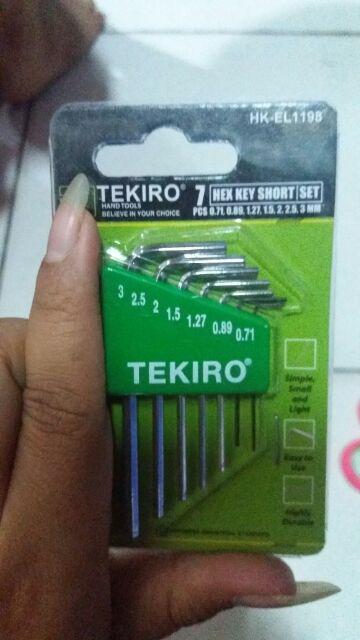 HK-EL1198
TEKIRO®
HAND TOOLS
BELIEVE IN YOUR CHOICE
7 HEX KEY SHORT SET
PCS 0.71, 0.89, 1.27, 1.5, 2, 2.5, 3 MM
3 2.5 2 1.5 1.27 0.89 0.71
TEKIRO®
Simple,
Small
and
Light
Easy to
Use
Highly
Durable